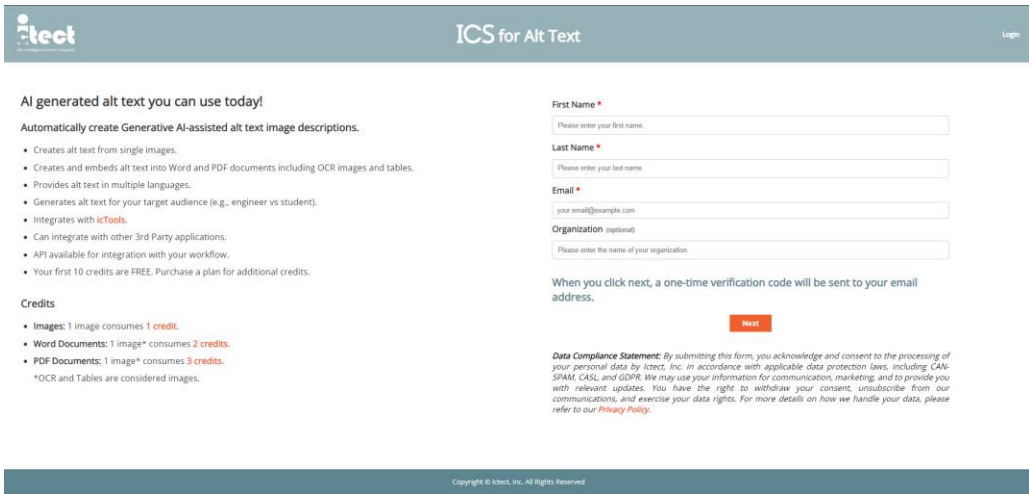 ictect
the intelligent content company
ICS for Alt Text
Login
AI generated alt text you can use today!
Automatically create Generative AI-assisted alt text image descriptions.
• Creates alt text from single images.
• Creates and embeds alt text into Word and PDF documents including OCR images and tables.
• Provides alt text in multiple languages.
• Generates alt text for your target audience (e.g., engineer vs student).
• Integrates with icTools.
• Can integrate with other 3rd Party applications.
• API available for integration with your workflow.
• Your first 10 credits are FREE. Purchase a plan for additional credits.
Credits
• Images: 1 image consumes 1 credit.
• Word Documents: 1 image* consumes 2 credits.
• PDF Documents: 1 image* consumes 3 credits.
*OCR and Tables are considered images.
First Name *
Please enter your first name.
Last Name *
Please enter your last name.
Email *
your.email@example.com
Organization (optional)
Please enter the name of your organization.
When you click next, a one-time verification code will be sent to your email
address.
Next
Data Compliance Statement: By submitting this form, you acknowledge and consent to the processing of
your personal data by Ictect, Inc. in accordance with applicable data protection laws, including CAN-
SPAM, CASL, and GDPR. We may use your information for communication, marketing, and to provide you
with relevant updates. You have the right to withdraw your consent, unsubscribe from our
communications, and exercise your data rights. For more details on how we handle your data, please
refer to our Privacy Policy.
Copyright © Ictect, Inc. All Rights Reserved